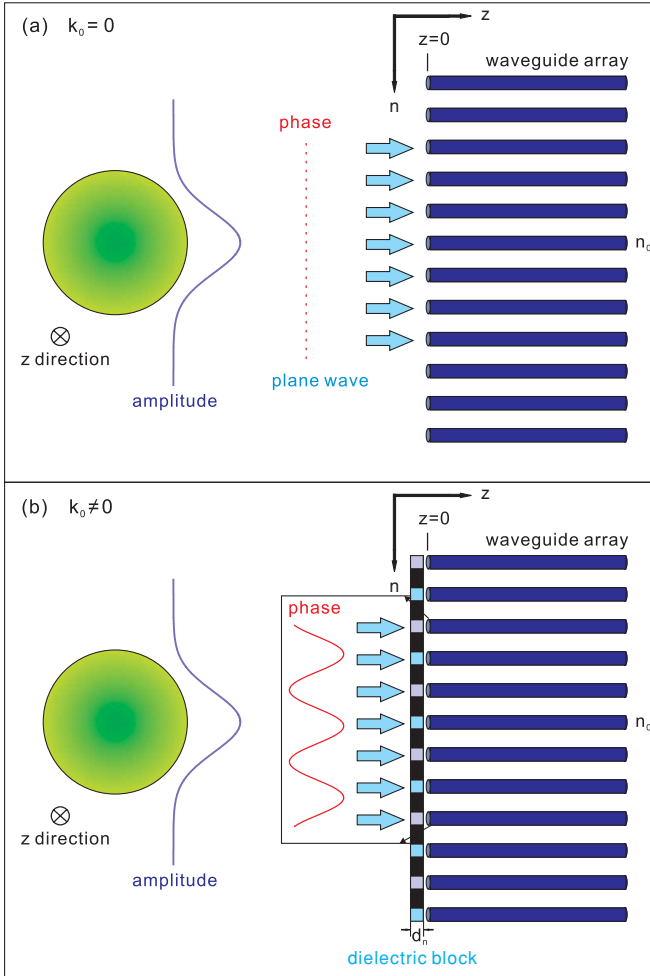 (a) k₀ = 0
z
z=0
waveguide array
n
phase
n₀
z direction
plane wave
amplitude
(b) k₀ ≠ 0
z
z=0
waveguide array
n
phase
n₀
z direction
amplitude
dₙ
dielectric block